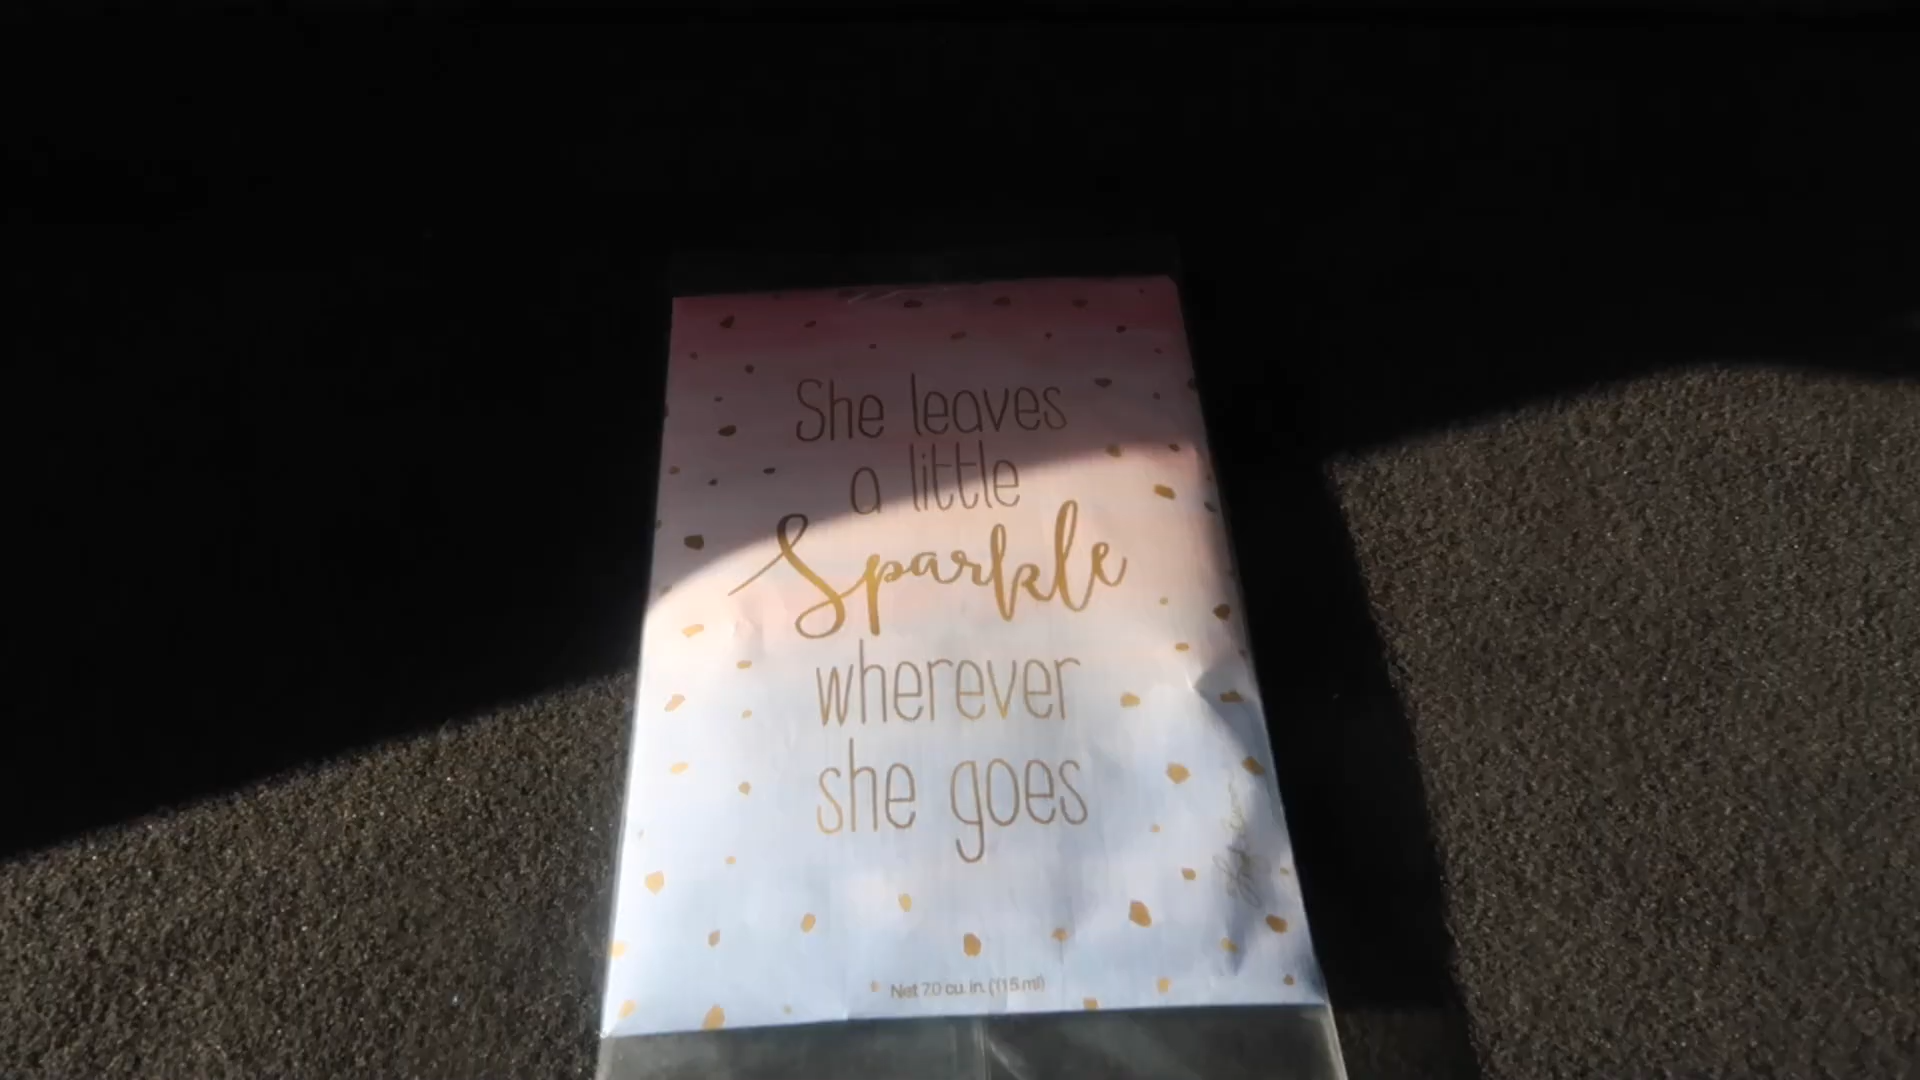 She leaves
a little
Sparkle
wherever
she goes
Net 7.0 cu. in. (115 ml)